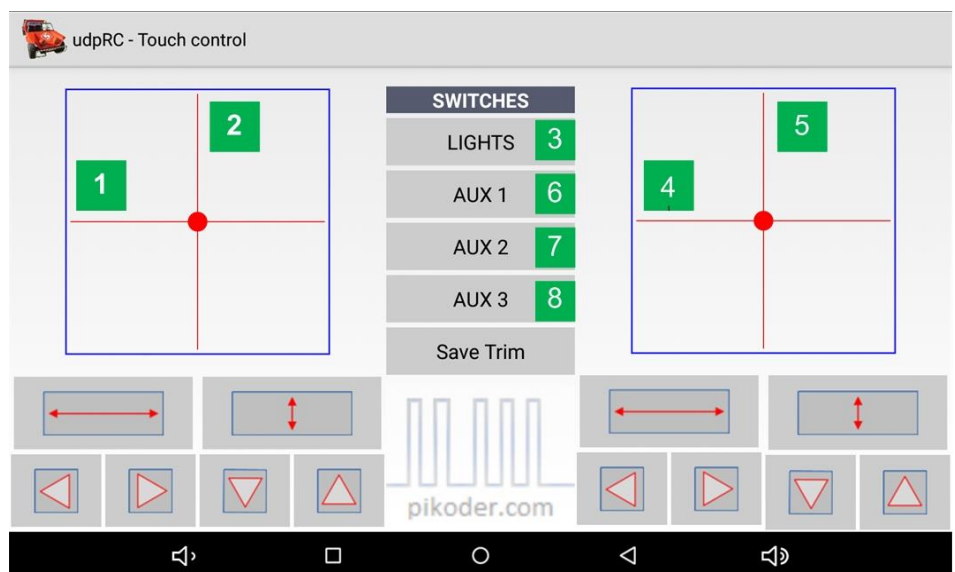 udpRC - Touch control
2
1
SWITCHES
LIGHTS 3
AUX 1 6
AUX 2 7
AUX 3 8
Save Trim
5
4
pikoder.com